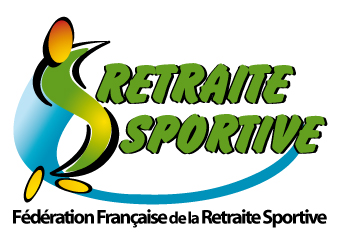 RETRAITE
SPORTIVE
Fédération Française de la Retraite Sportive